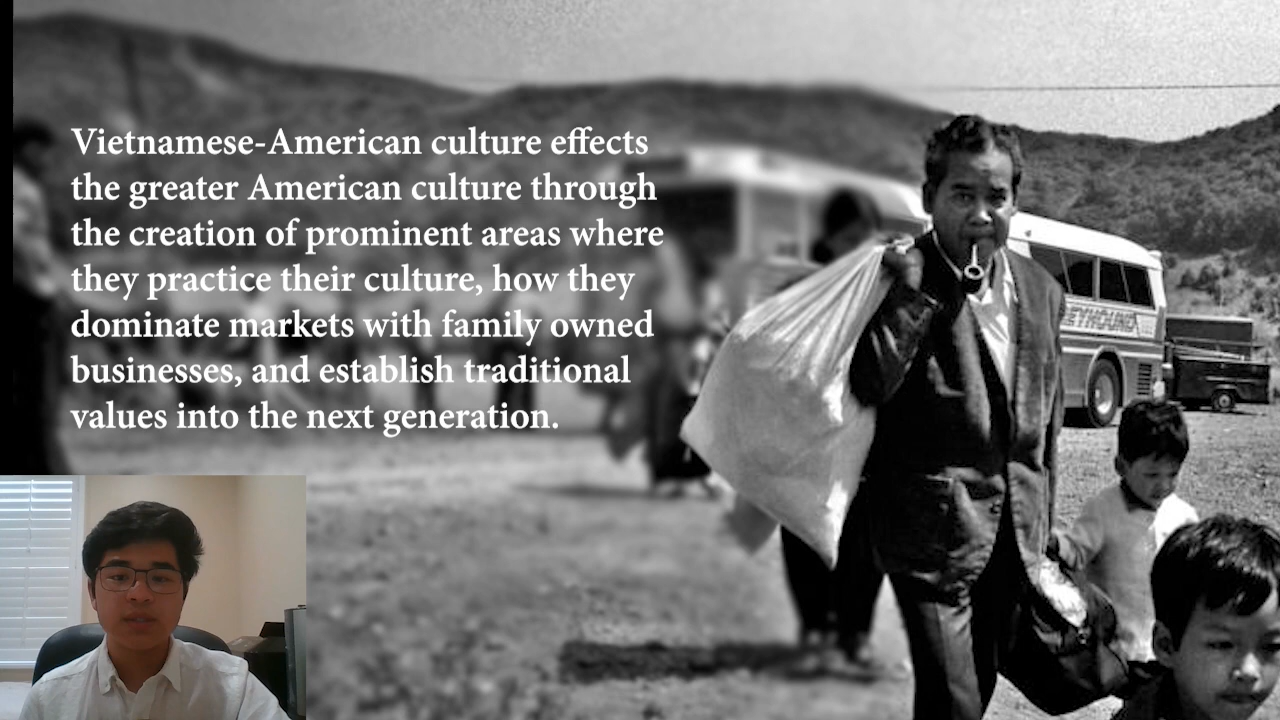 Vietnamese-American culture effects
the greater American culture through
the creation of prominent areas where
they practice their culture, how they
dominate markets with family owned
businesses, and establish traditional
values into the next generation.
EYHOUND